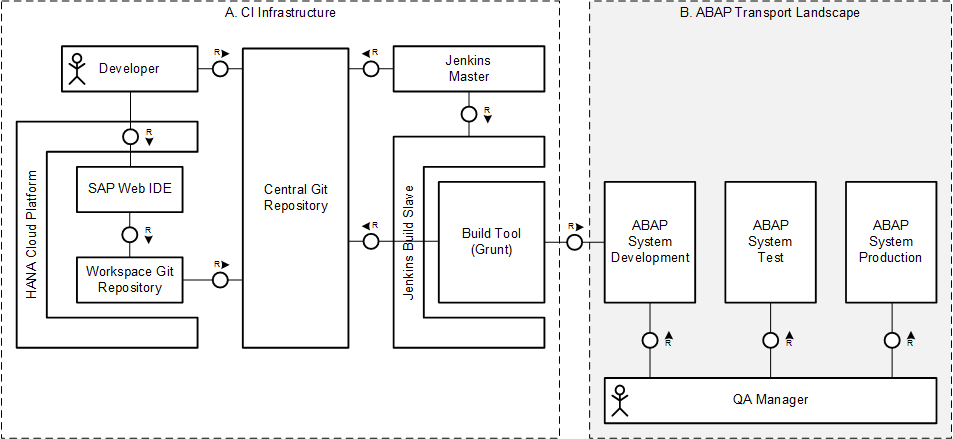 A. CI Infrastructure
B. ABAP Transport Landscape
Developer
R
R
Jenkins
Master
R
R
HANA Cloud Platform
SAP Web IDE
R
Workspace Git
Repository
R
Central Git
Repository
R
Jenkins Build Slave
Build Tool
(Grunt)
R
ABAP
System
Development
ABAP
System
Test
ABAP
System
Production
R
R
R
QA Manager